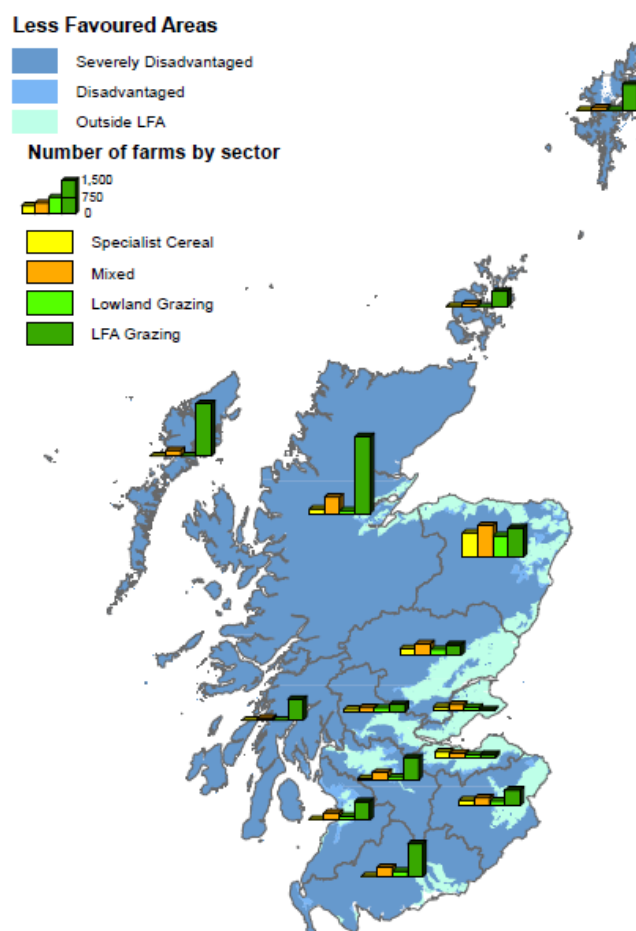 Less Favoured Areas
Severely Disadvantaged
Disadvantaged
Outside LFA
Number of farms by sector
1,500
750
0
Specialist Cereal
Mixed
Lowland Grazing
LFA Grazing